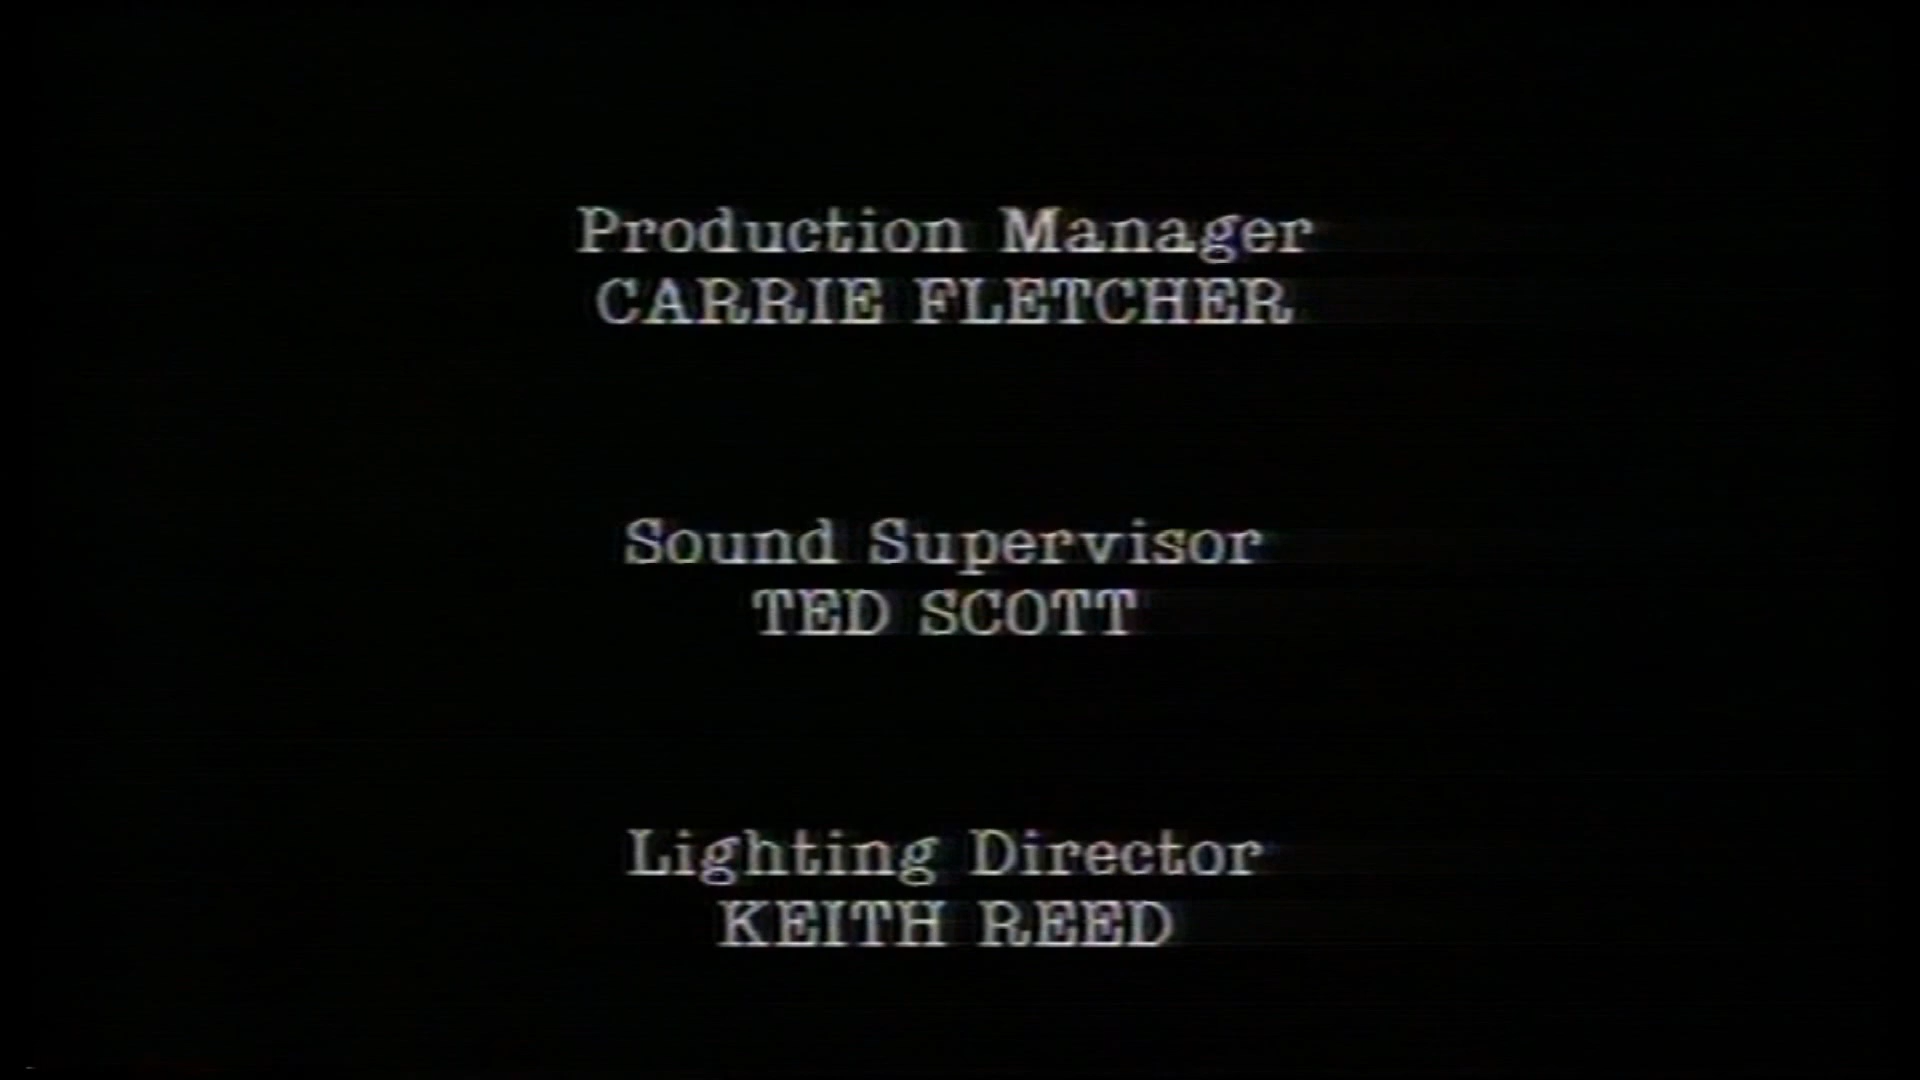 Production Manager
CARRIE FLETCHER
Sound Supervisor
TED SCOTT
Lighting Director
KEITH REED